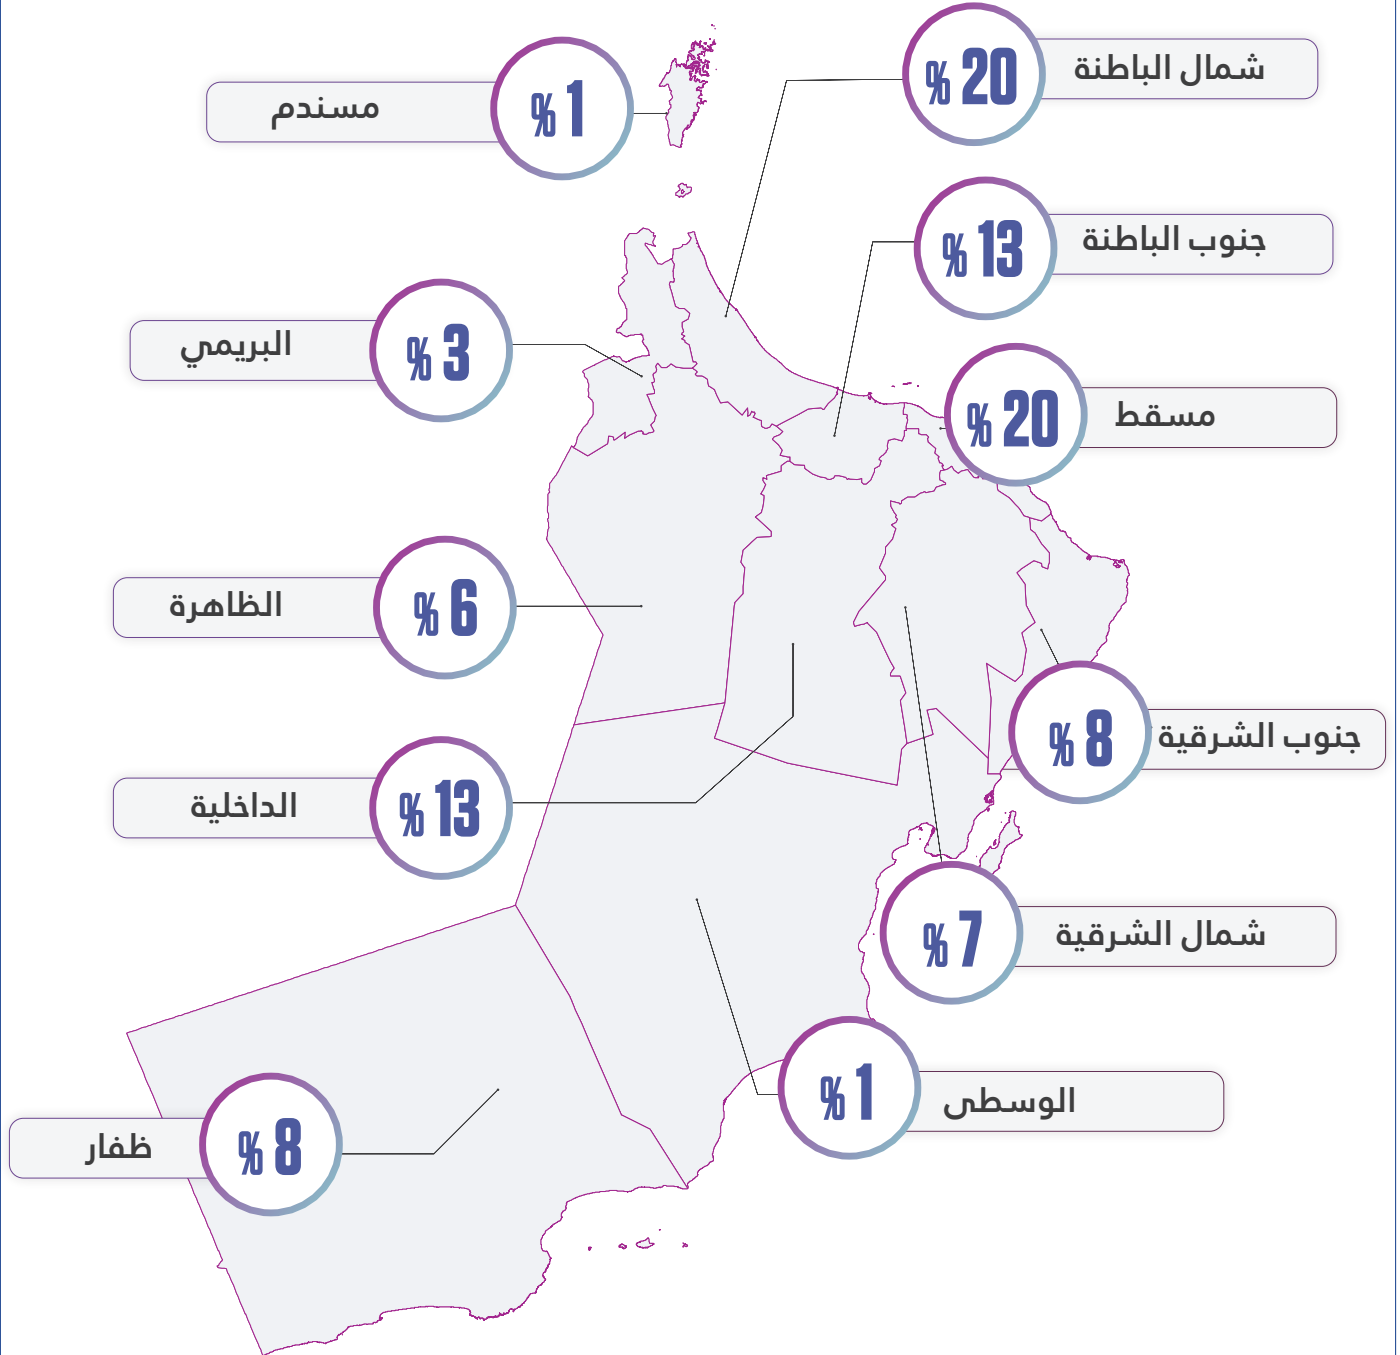 شمال الباطنة
% 20
مسندم
% 1
جنوب الباطنة
% 13
البريمي
% 3
مسقط
% 20
الظاهرة
% 6
جنوب الشرقية
% 8
الداخلية
% 13
شمال الشرقية
% 7
الوسطى
% 1
ظفار
% 8